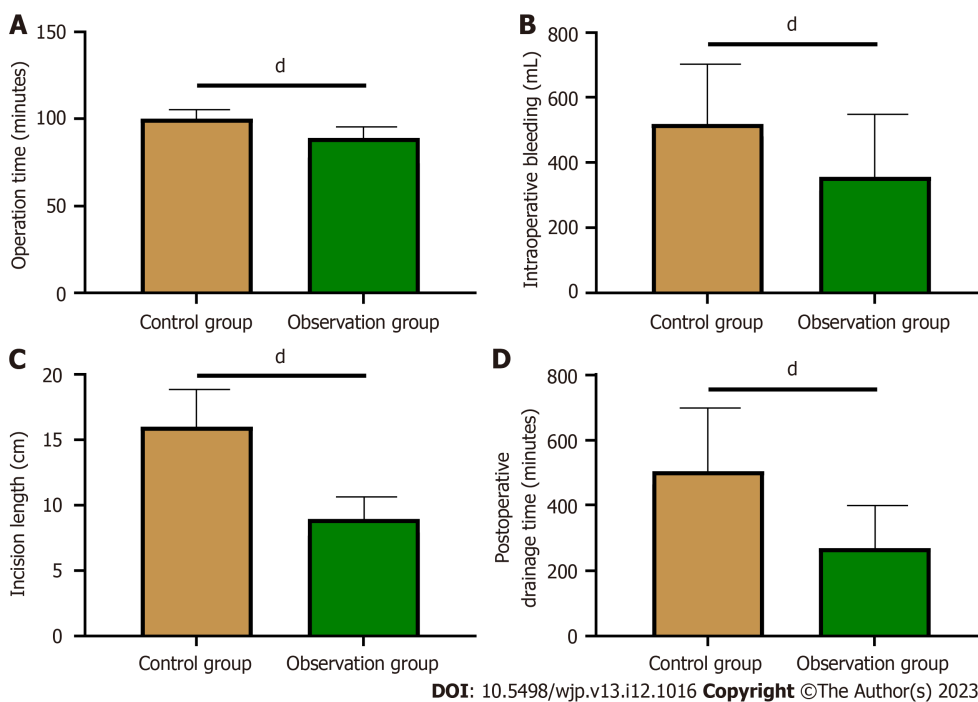 A
d
Operation time (minutes)
150
100
50
0
Control group
Observation group
B
d
Intraoperative bleeding (mL)
800
600
400
200
0
Control group
Observation group
C
d
Incision length (cm)
20
15
10
5
0
Control group
Observation group
D
d
Postoperative
drainage time (minutes)
800
600
400
200
0
Control group
Observation group
DOI: 10.5498/wjp.v13.i12.1016 Copyright ©The Author(s) 2023